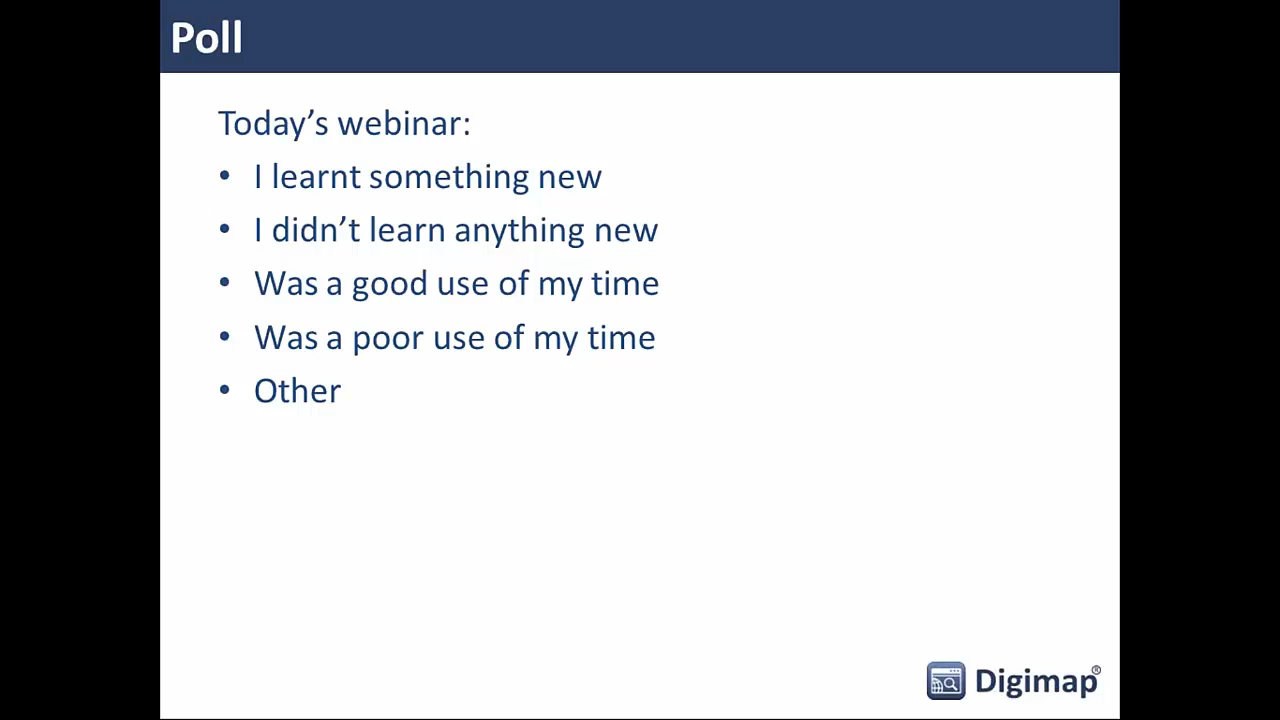 Poll
Today’s webinar:
• I learnt something new
• I didn’t learn anything new
• Was a good use of my time
• Was a poor use of my time
• Other
Digimap®